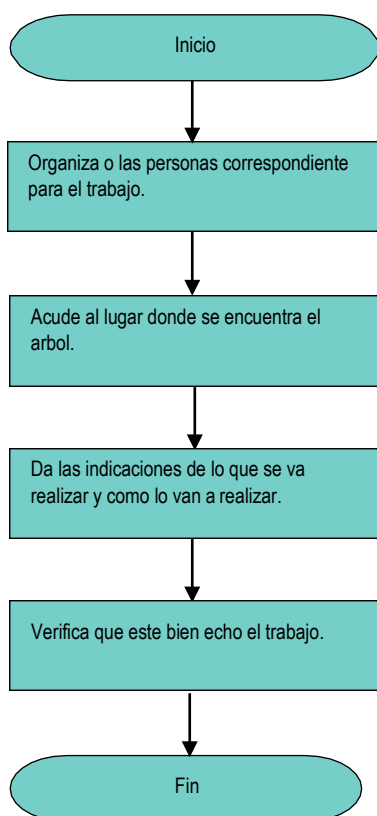 Inicio
Organiza o las personas correspondiente
para el trabajo.
Acude al lugar donde se encuentra el
arbol.
Da las indicaciones de lo que se va
realizar y como lo van a realizar.
Verifica que este bien echo el trabajo.
Fin